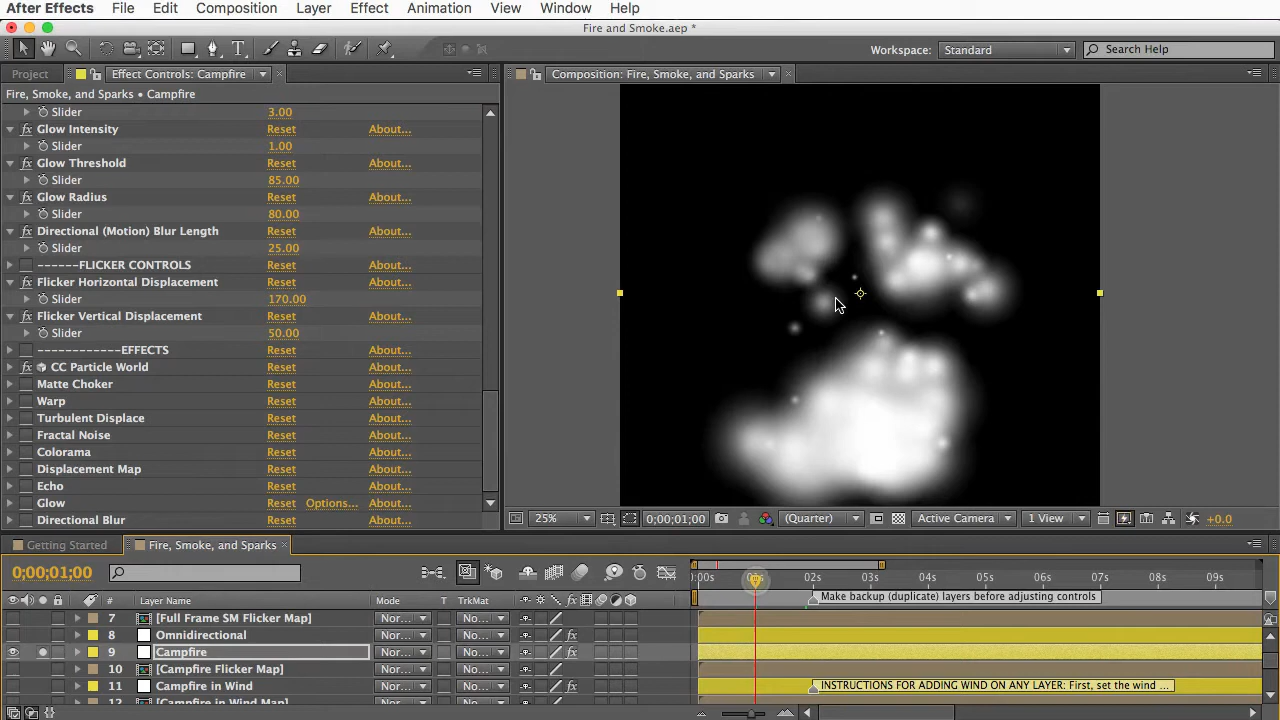 After Effects File Edit Composition Layer Effect Animation View Window Help
Fire and Smoke.aep *
Workspace: Standard Search Help
Project Effect Controls: Campfire Composition: Fire, Smoke, and Sparks
Fire, Smoke, and Sparks • Campfire
Slider 3.00
Glow Intensity Reset About...
Slider 1.00
Glow Threshold Reset About...
Slider 85.00
Glow Radius Reset About...
Slider 80.00
Directional (Motion) Blur Length Reset About...
Slider 25.00
------FLICKER CONTROLS Reset About...
Flicker Horizontal Displacement Reset About...
Slider 170.00
Flicker Vertical Displacement Reset About...
Slider 50.00
------------EFFECTS Reset About...
CC Particle World Reset About...
Matte Choker Reset About...
Warp Reset About...
Turbulent Displace Reset About...
Fractal Noise Reset About...
Colorama Reset About...
Displacement Map Reset About...
Echo Reset About...
Glow Reset Options... About...
Directional Blur Reset About...
25% 0;00;01;00 (Quarter) Active Camera 1 View +0.0
Getting Started Fire, Smoke, and Sparks
0;00;01;00 02s 03s 04s 05s 06s 07s 08s 09s
Layer Name Mode T TrkMat Make backup (duplicate) layers before adjusting controls
7 [Full Frame SM Flicker Map] Nor... No...
8 Omnidirectional Nor... No...
9 Campfire Nor... No...
10 [Campfire Flicker Map] Nor... No...
11 Campfire in Wind Nor... No... INSTRUCTIONS FOR ADDING WIND ON ANY LAYER: First, set the wind ...
12 [Campfire in Wind Map] Nor... No...